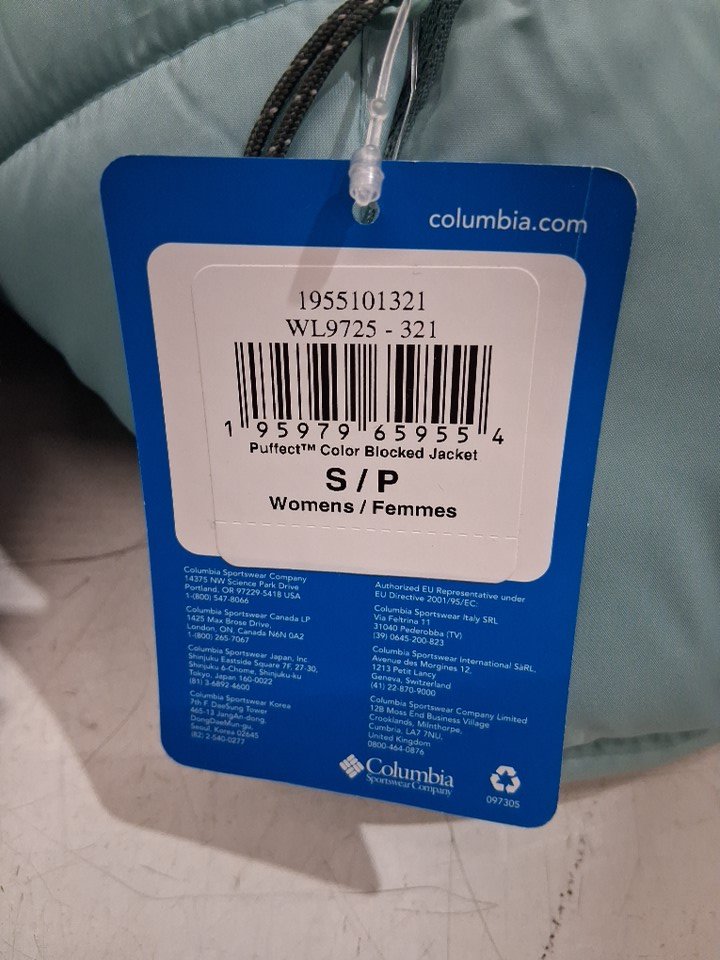 columbia.com
1955101321
WL9725 - 321
1 95979 65955 4
Puffect™ Color Blocked Jacket
S / P
Womens / Femmes
Columbia Sportswear Company
14375 NW Science Park Drive
Portland, OR 97229-5418 USA
1-(800) 547-8066
Columbia Sportswear Canada LP
1425 Max Brose Drive,
London, ON, Canada N6N 0A2
1-(800) 265-7067
Columbia Sportswear Japan, Inc.
Shinjuku Eastside Square 7F, 27-30,
Shinjuku 6-Chome, Shinjuku-ku
Tokyo, Japan 160-0022
(81) 3-6892-4600
Columbia Sportswear Korea
7th F. DaeSung Tower
465-13 JangAn-dong,
DongDaeMun-gu
Seoul, Korea 02645
(82) 2-540-0277
Authorized EU Representative under
EU Directive 2001/95/EC:
Columbia Sportswear Italy SRL
Via Feltrina 11
31040 Pederobba (TV)
(39) 0645-200-823
Columbia Sportswear International SàRL.
Avenue des Morgines 12,
1213 Petit Lancy
Geneva, Switzerland
(41) 22-870-9000
Columbia Sportswear Company Limited
12B Moss End Business Village
Crooklands, Milnthorpe,
Cumbria, LA7 7NU,
United Kingdom
0800-464-0876
Columbia
Sportswear Company
097305